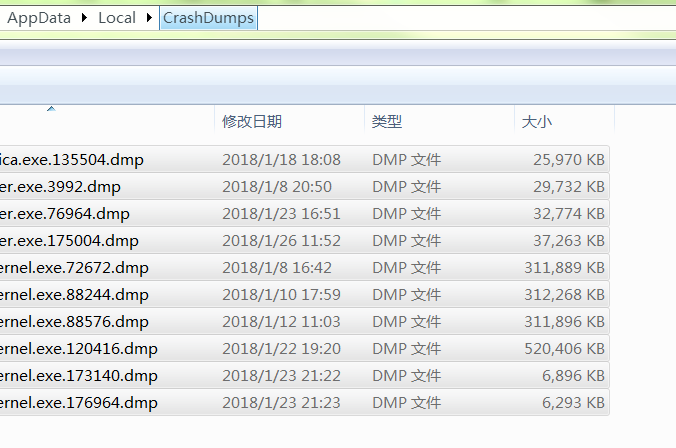 AppData Local CrashDumps
修改日期 类型 大小
ica.exe.135504.dmp 2018/1/18 18:08 DMP 文件 25,970 KB
er.exe.3992.dmp 2018/1/8 20:50 DMP 文件 29,732 KB
er.exe.76964.dmp 2018/1/23 16:51 DMP 文件 32,774 KB
er.exe.175004.dmp 2018/1/26 11:52 DMP 文件 37,263 KB
ernel.exe.72672.dmp 2018/1/8 16:42 DMP 文件 311,889 KB
ernel.exe.88244.dmp 2018/1/10 17:59 DMP 文件 312,268 KB
ernel.exe.88576.dmp 2018/1/12 11:03 DMP 文件 311,896 KB
ernel.exe.120416.dmp 2018/1/22 19:20 DMP 文件 520,406 KB
ernel.exe.173140.dmp 2018/1/23 21:22 DMP 文件 6,896 KB
ernel.exe.176964.dmp 2018/1/23 21:23 DMP 文件 6,293 KB